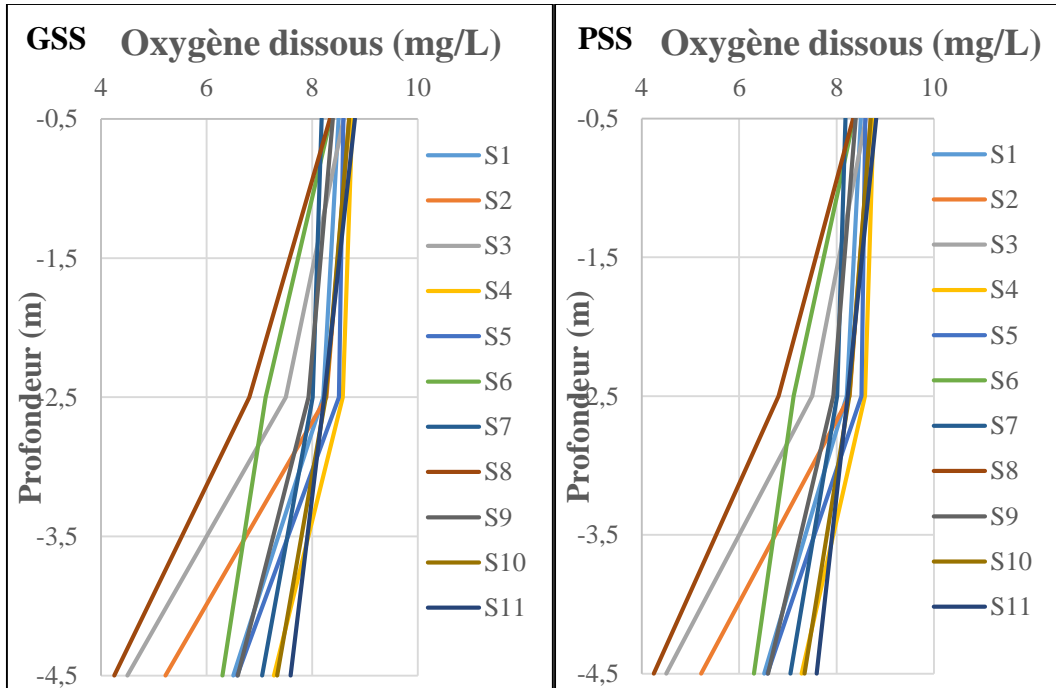 GSS Oxygène dissous (mg/L)
4 6 8 10
-0,5
-1,5
-2,5
-3,5
-4,5
Profondeur (m)
S1
S2
S3
S4
S5
S6
S7
S8
S9
S10
S11
PSS Oxygène dissous (mg/L)
4 6 8 10
-0,5
-1,5
-2,5
-3,5
-4,5
Profondeur (m)
S1
S2
S3
S4
S5
S6
S7
S8
S9
S10
S11